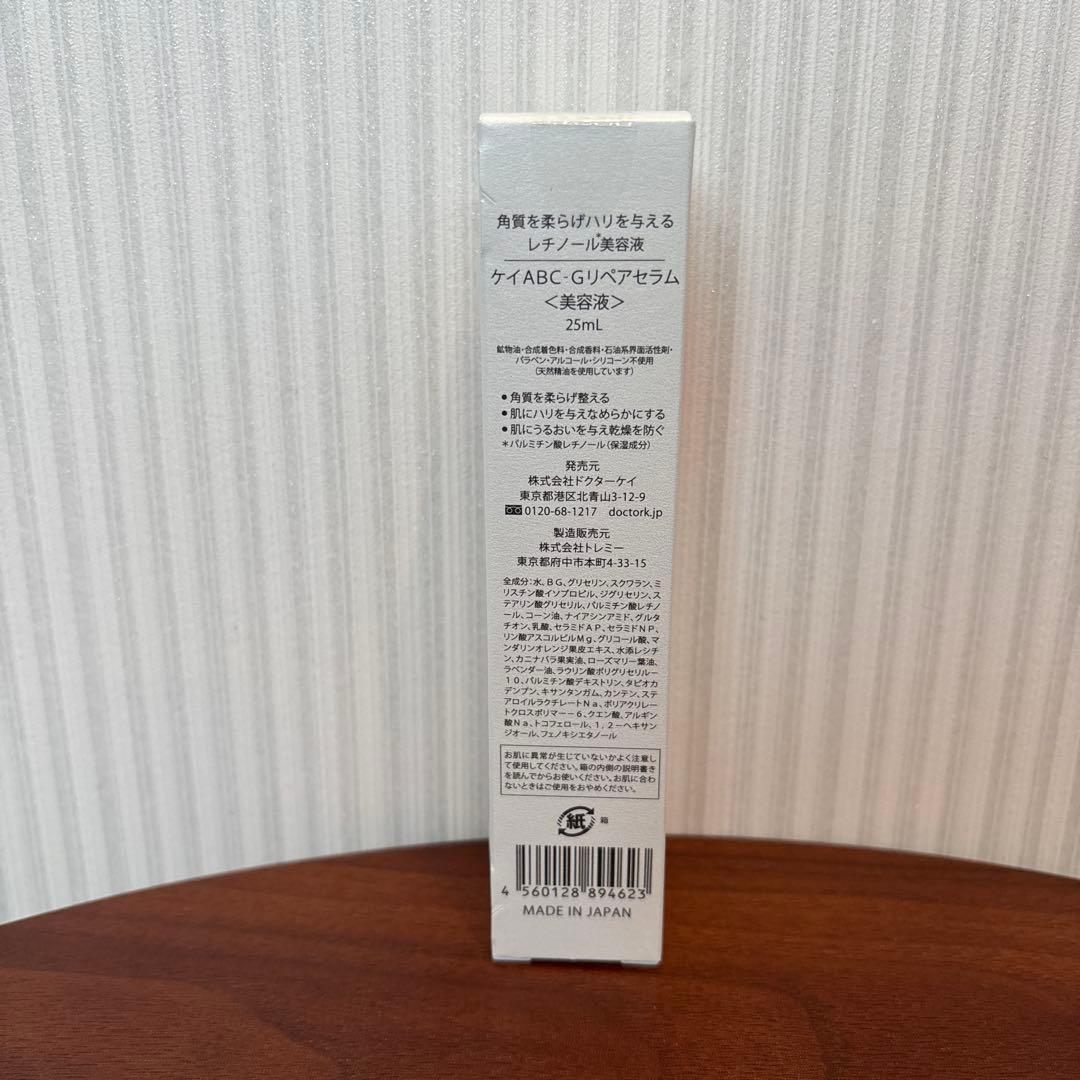 角質を柔らげハリを与える
レチノール*美容液
ケイABC-Gリペアセラム
＜美容液＞
25mL
鉱物油・合成着色料・合成香料・石油系界面活性剤・
パラベン・アルコール・シリコーン不使用
（天然精油を使用しています）
●角質を柔らげ整える
●肌にハリを与えなめらかにする
●肌にうるおいを与え乾燥を防ぐ
＊パルミチン酸レチノール（保湿成分）
発売元
株式会社ドクターケイ
東京都港区北青山3-12-9
0120-68-1217 doctork.jp
製造販売元
株式会社トレミー
東京都府中市本町4-33-15
全成分：水、BG、グリセリン、スクワラン、ミ
リスチン酸イソプロピル、ジグリセリン、ス
テアリン酸グリセリル、パルミチン酸レチノ
ール、コーン油、ナイアシンアミド、グルタ
チオン、乳酸、セラミドAP、セラミドNP、
リン酸アスコルビルMg、グリコール酸、マ
ンダリンオレンジ果皮エキス、水添レシチ
ン、カニナバラ果実油、ローズマリー葉油、
ラベンダー油、ラウリン酸ポリグリセリル－
10、パルミチン酸デキストリン、タピオカ
デンプン、キサンタンガム、カンテン、ステ
アロイルラクチレートNa、ポリアクリレー
トクロスポリマー－6、クエン酸、アルギン
酸Na、トコフェロール、1，2－ヘキサン
ジオール、フェノキシエタノール
お肌に異常が生じていないかよく注意し
て使用してください。箱の内側の説明書き
を読んでからお使いください。お肌に合わ
ないときはご使用をおやめください。
紙 箱
4 560128 894623
MADE IN JAPAN